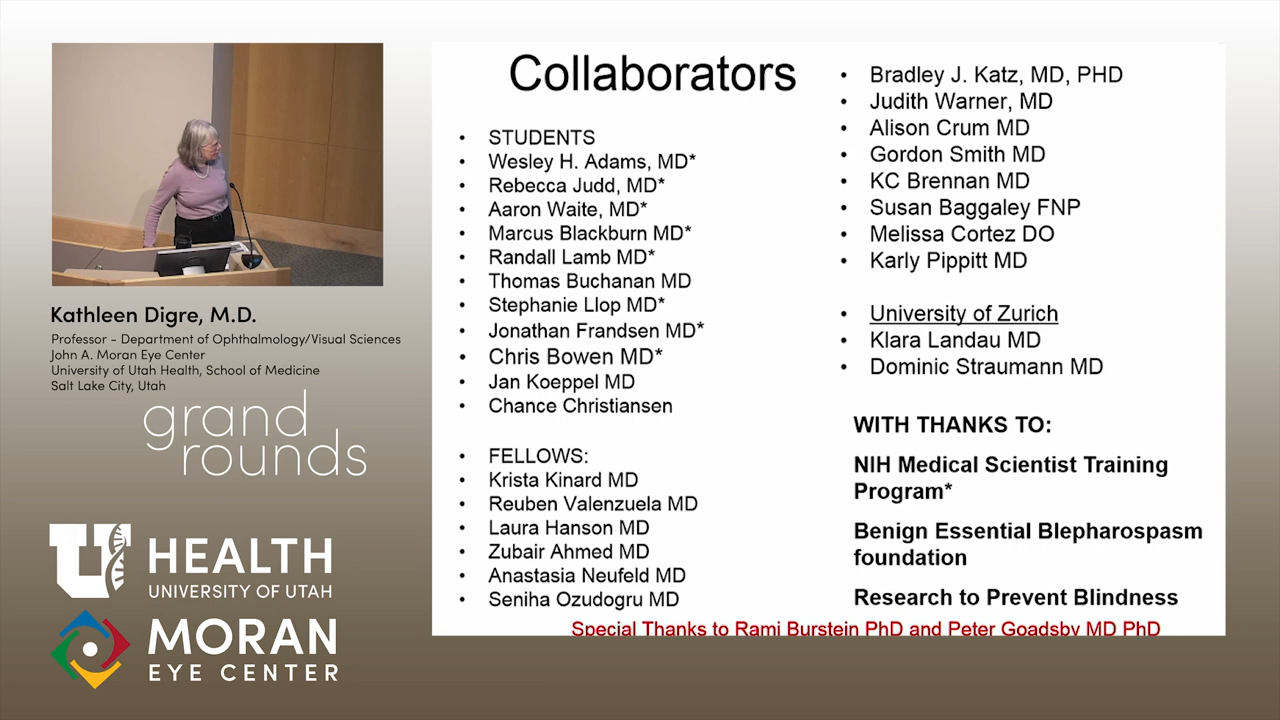 Kathleen Digre, M.D.
Professor - Department of Ophthalmology/Visual Sciences
John A. Moran Eye Center
University of Utah Health, School of Medicine
Salt Lake City, Utah
grand
rounds
U HEALTH
UNIVERSITY OF UTAH
MORAN
EYE CENTER
Collaborators
• STUDENTS
• Wesley H. Adams, MD*
• Rebecca Judd, MD*
• Aaron Waite, MD*
• Marcus Blackburn MD*
• Randall Lamb MD*
• Thomas Buchanan MD
• Stephanie Llop MD*
• Jonathan Frandsen MD*
• Chris Bowen MD*
• Jan Koeppel MD
• Chance Christiansen
• FELLOWS:
• Krista Kinard MD
• Reuben Valenzuela MD
• Laura Hanson MD
• Zubair Ahmed MD
• Anastasia Neufeld MD
• Seniha Ozudogru MD
• Bradley J. Katz, MD, PHD
• Judith Warner, MD
• Alison Crum MD
• Gordon Smith MD
• KC Brennan MD
• Susan Baggaley FNP
• Melissa Cortez DO
• Karly Pippitt MD
• University of Zurich
• Klara Landau MD
• Dominic Straumann MD
WITH THANKS TO:
NIH Medical Scientist Training
Program*
Benign Essential Blepharospasm
foundation
Research to Prevent Blindness
Special Thanks to Rami Burstein PhD and Peter Goadsby MD PhD